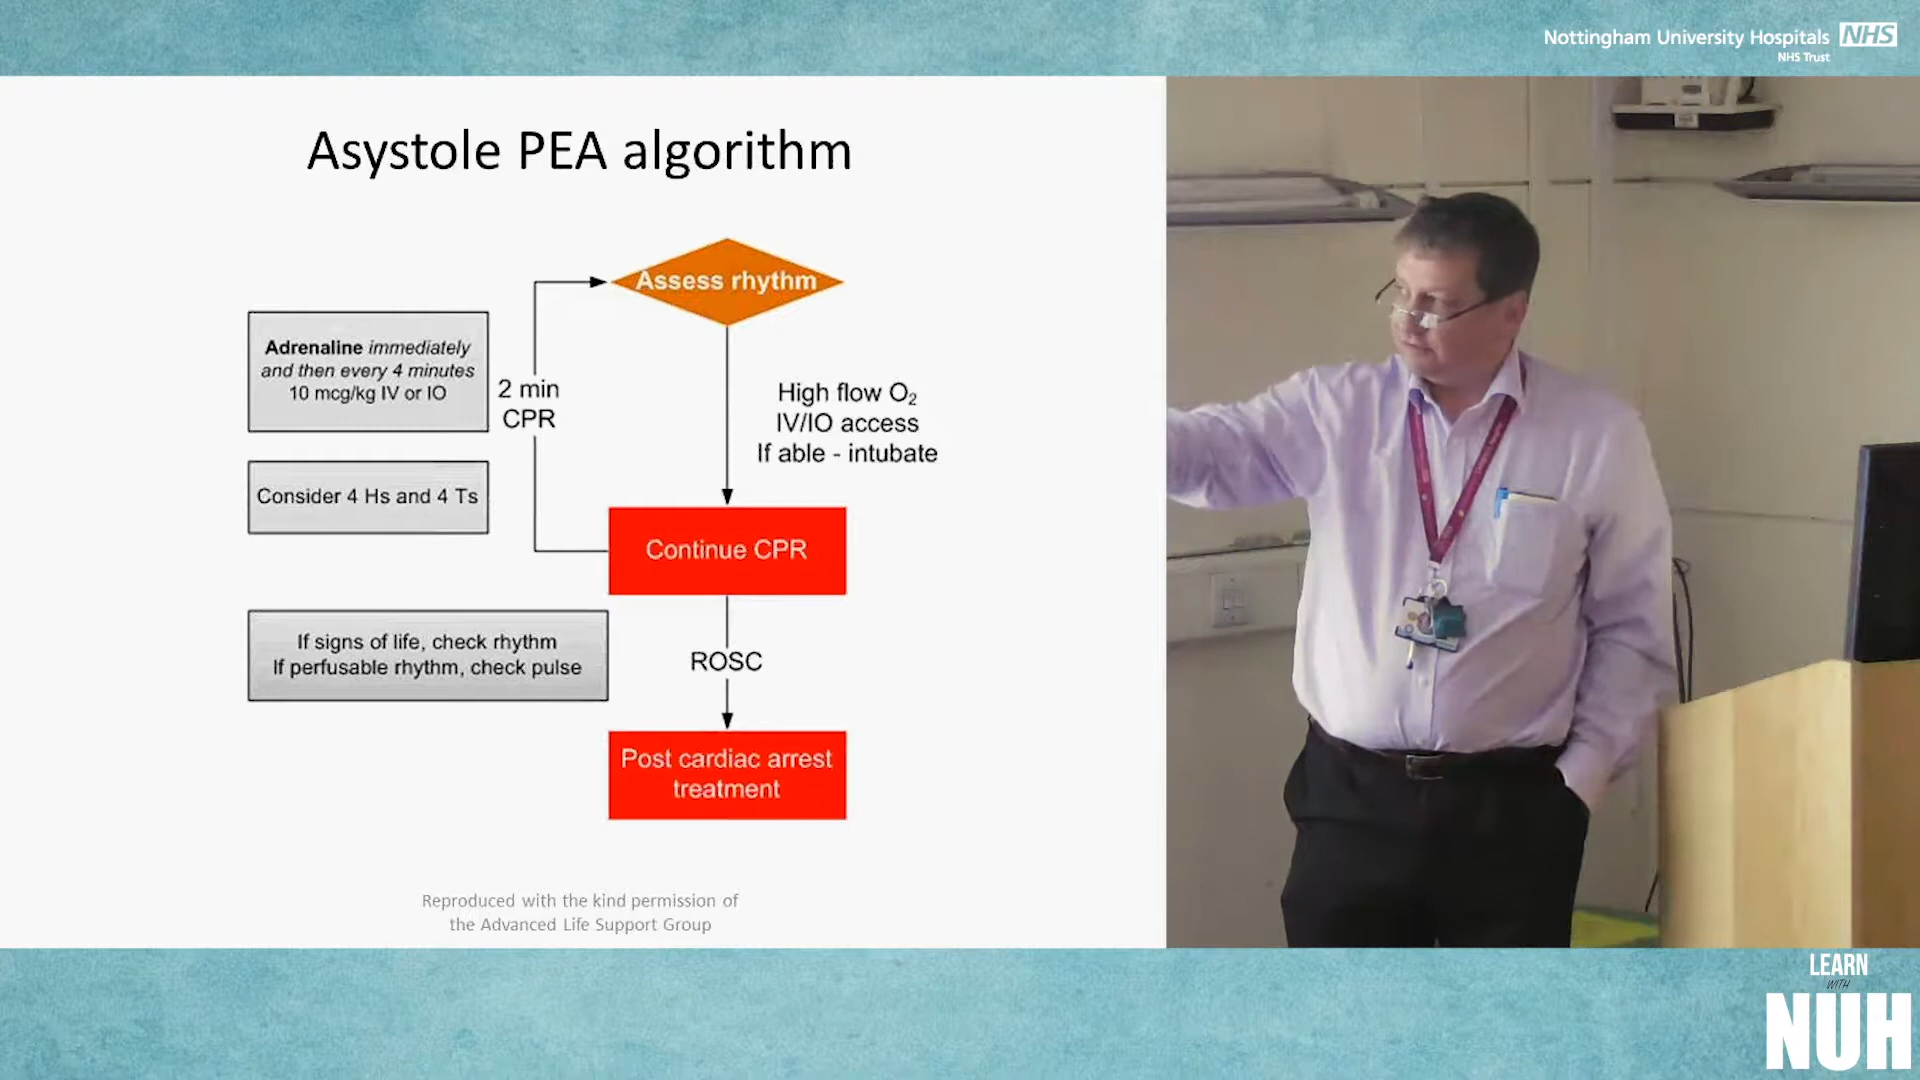 Nottingham University Hospitals NHS
NHS Trust
Asystole PEA algorithm
Assess rhythm
Adrenaline immediately
and then every 4 minutes
10 mcg/kg IV or IO
2 min
CPR
High flow O₂
IV/IO access
If able - intubate
Consider 4 Hs and 4 Ts
Continue CPR
If signs of life, check rhythm
If perfusable rhythm, check pulse
ROSC
Post cardiac arrest
treatment
Reproduced with the kind permission of
the Advanced Life Support Group
LEARN
WITH
NUH